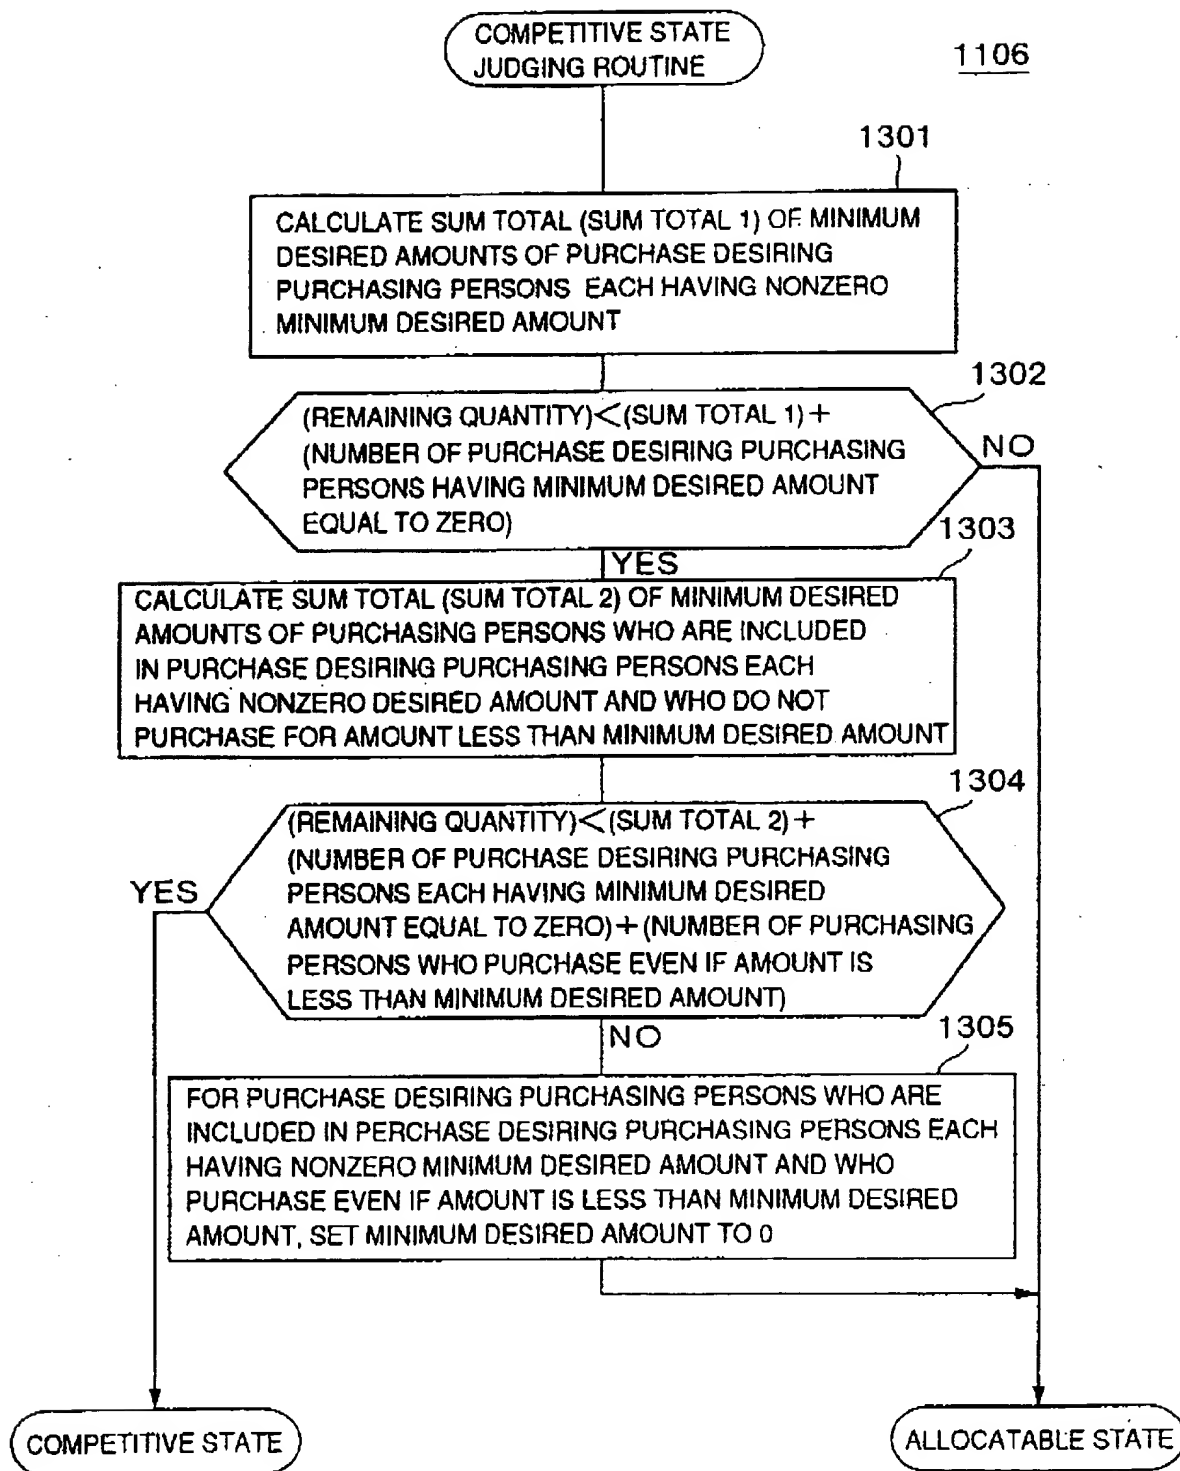 COMPETITIVE STATE
JUDGING ROUTINE
1106
1301
CALCULATE SUM TOTAL (SUM TOTAL 1) OF MINIMUM
DESIRED AMOUNTS OF PURCHASE DESIRING
PURCHASING PERSONS EACH HAVING NONZERO
MINIMUM DESIRED AMOUNT
1302
(REMAINING QUANTITY)<(SUM TOTAL 1)+
(NUMBER OF PURCHASE DESIRING PURCHASING
PERSONS HAVING MINIMUM DESIRED AMOUNT
EQUAL TO ZERO)
NO
YES
1303
CALCULATE SUM TOTAL (SUM TOTAL 2) OF MINIMUM DESIRED
AMOUNTS OF PURCHASING PERSONS WHO ARE INCLUDED
IN PURCHASE DESIRING PURCHASING PERSONS EACH
HAVING NONZERO DESIRED AMOUNT AND WHO DO NOT
PURCHASE FOR AMOUNT LESS THAN MINIMUM DESIRED AMOUNT
1304
(REMAINING QUANTITY)<(SUM TOTAL 2)+
(NUMBER OF PURCHASE DESIRING PURCHASING
PERSONS EACH HAVING MINIMUM DESIRED
AMOUNT EQUAL TO ZERO)+(NUMBER OF PURCHASING
PERSONS WHO PURCHASE EVEN IF AMOUNT IS
LESS THAN MINIMUM DESIRED AMOUNT)
YES
NO
1305
FOR PURCHASE DESIRING PURCHASING PERSONS WHO ARE
INCLUDED IN PERCHASE DESIRING PURCHASING PERSONS EACH
HAVING NONZERO MINIMUM DESIRED AMOUNT AND WHO
PURCHASE EVEN IF AMOUNT IS LESS THAN MINIMUM DESIRED
AMOUNT, SET MINIMUM DESIRED AMOUNT TO 0
COMPETITIVE STATE
ALLOCATABLE STATE